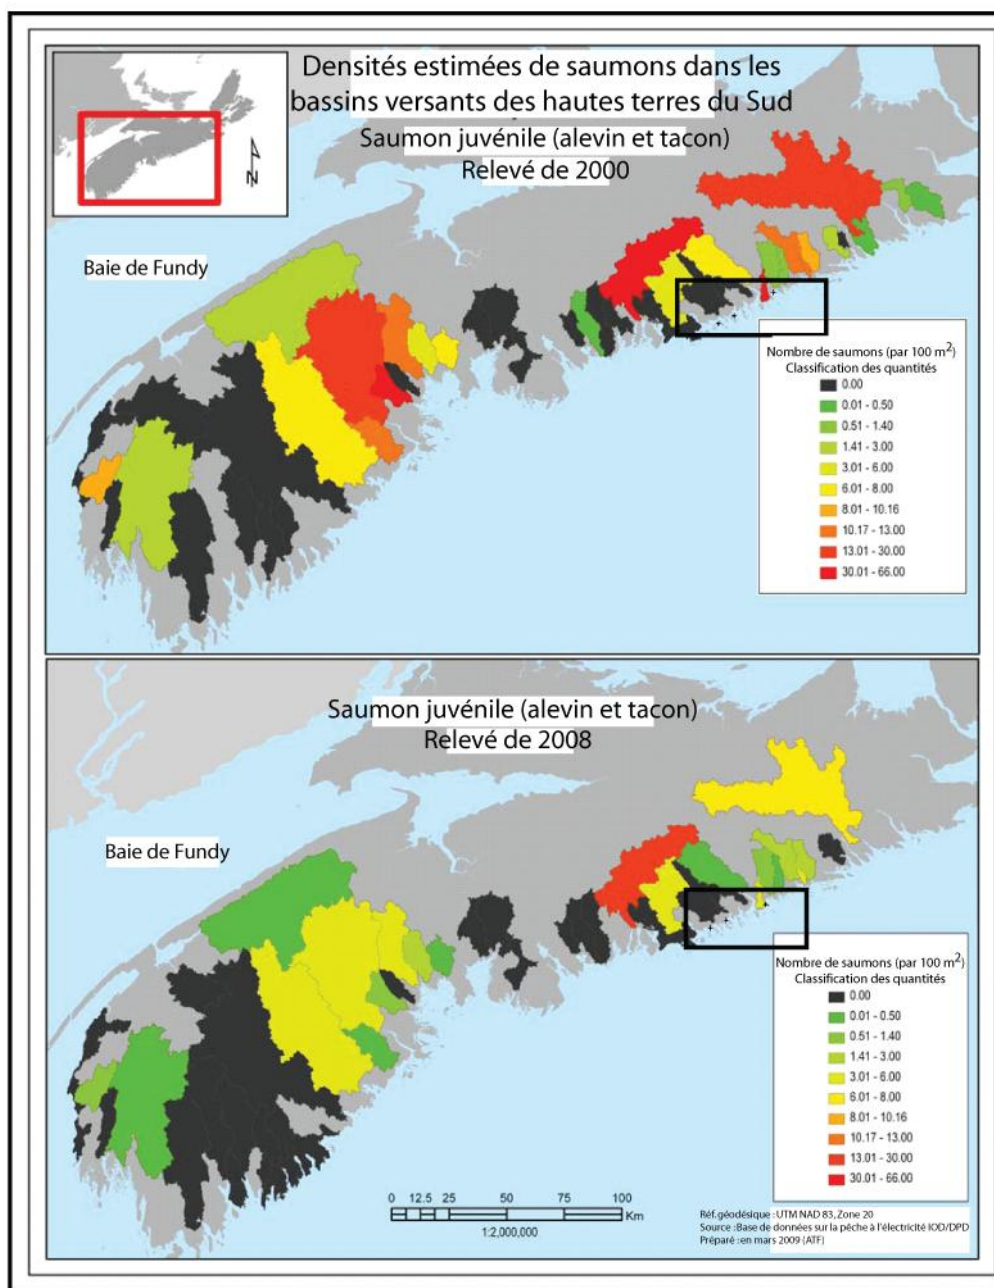 Densités estimées de saumons dans les
bassins versants des hautes terres du Sud
Saumon juvénile (alevin et tacon)
Relevé de 2000
N
Baie de Fundy
Nombre de saumons (par 100 m²)
Classification des quantités
0.00
0.01 - 0.50
0.51 - 1.40
1.41 - 3.00
3.01 - 6.00
6.01 - 8.00
8.01 - 10.16
10.17 - 13.00
13.01 - 30.00
30.01 - 66.00
Saumon juvénile (alevin et tacon)
Relevé de 2008
Baie de Fundy
Nombre de saumons (par 100 m²)
Classification des quantités
0.00
0.01 - 0.50
0.51 - 1.40
1.41 - 3.00
3.01 - 6.00
6.01 - 8.00
8.01 - 10.16
10.17 - 13.00
13.01 - 30.00
30.01 - 66.00
0 12.5 25 50 75 100
Km
1:2,000,000
Réf. géodésique : UTM NAD 83, Zone 20
Source : Base de données sur la pêche à l'électricité IOD/DPD
Préparé : en mars 2009 (ATF)